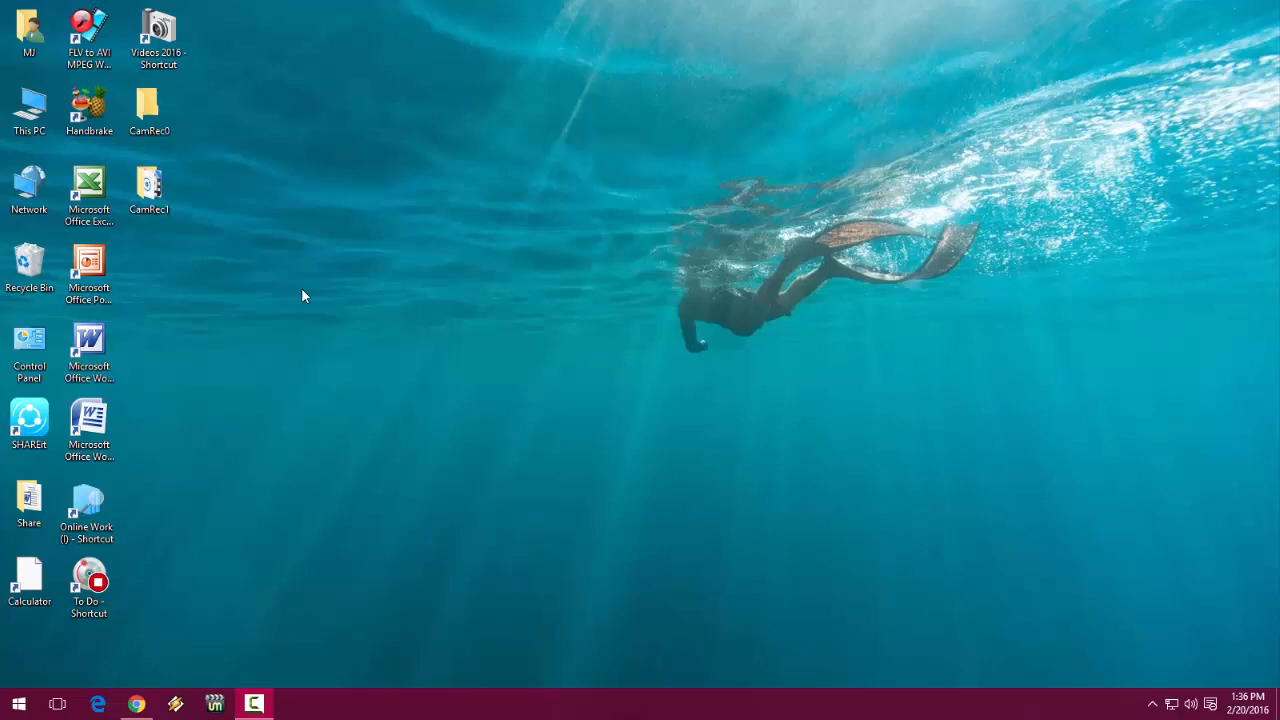 MJ
FLV to AVI
MPEG W...
Videos 2016 -
Shortcut
This PC
Handbrake
CamRec0
Network
Microsoft
Office Exc...
CamRec1
Recycle Bin
Microsoft
Office Po...
Control
Panel
Microsoft
Office Wo...
SHAREit
Microsoft
Office Wo...
Share
Online Work
(I) - Shortcut
Calculator
To Do -
Shortcut
1:36 PM
2/20/2016